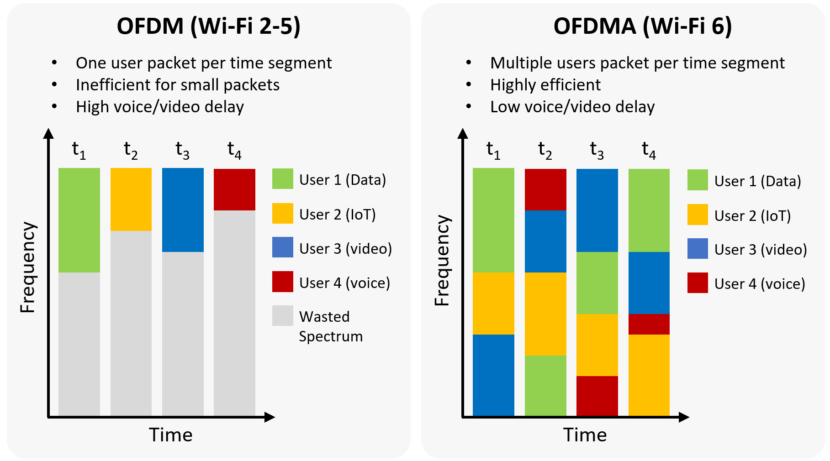 OFDM (Wi-Fi 2-5)
• One user packet per time segment
• Inefficient for small packets
• High voice/video delay
t1 t2 t3 t4
Frequency
User 1 (Data)
User 2 (IoT)
User 3 (video)
User 4 (voice)
Wasted
Spectrum
Time
OFDMA (Wi-Fi 6)
• Multiple users packet per time segment
• Highly efficient
• Low voice/video delay
t1 t2 t3 t4
Frequency
User 1 (Data)
User 2 (IoT)
User 3 (video)
User 4 (voice)
Time